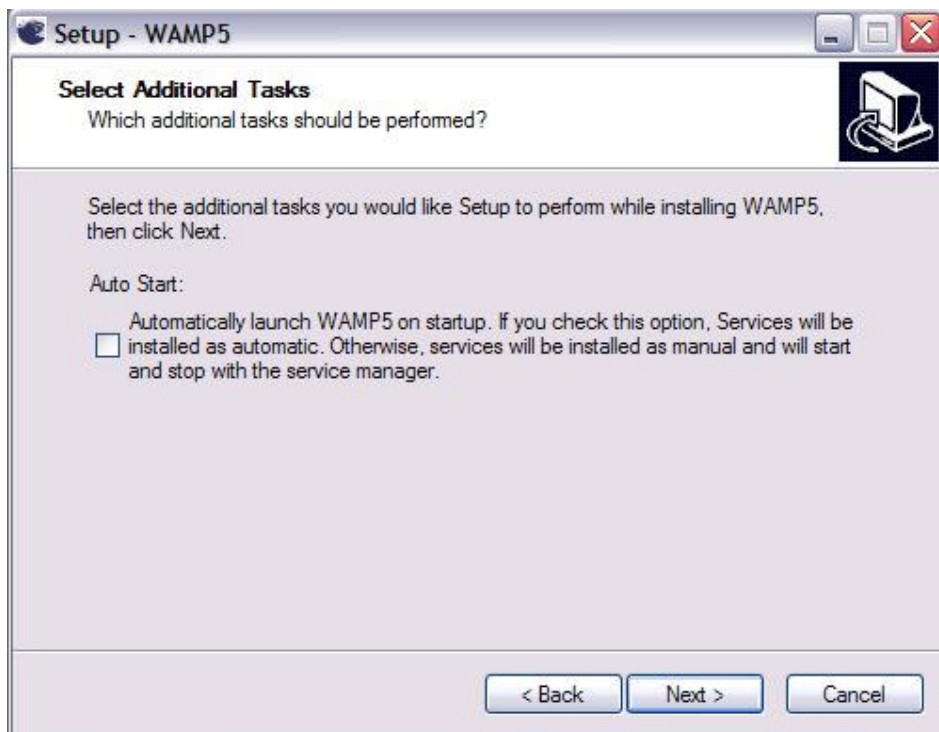 Setup - WAMP5
Select Additional Tasks
Which additional tasks should be performed?
Select the additional tasks you would like Setup to perform while installing WAMP5,
then click Next.
Auto Start:
Automatically launch WAMP5 on startup. If you check this option, Services will be
installed as automatic. Otherwise, services will be installed as manual and will start
and stop with the service manager.
< Back
Next >
Cancel